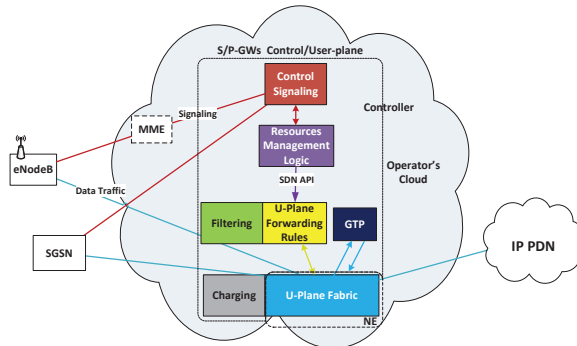 S/P-GWs Control/User-plane
Control
Signaling
Controller
Signaling
MME
Resources
Management
Logic
Operator's
Cloud
eNodeB
SDN API
Data Traffic
Filtering
U-Plane
Forwarding
Rules
GTP
SGSN
IP PDN
Charging
U-Plane Fabric
NE